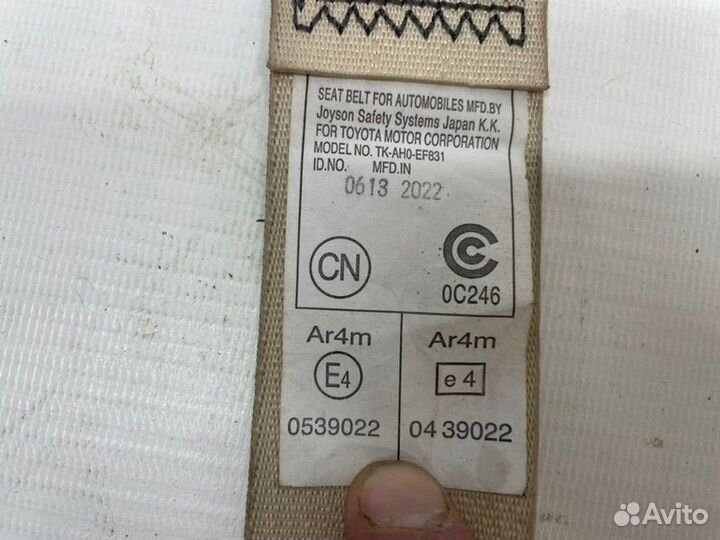 SEAT BELT FOR AUTOMOBILES MFD.BY
Joyson Safety Systems Japan K.K.
FOR TOYOTA MOTOR CORPORATION
MODEL NO. TK-AH0-EF831
ID.NO. MFD.IN
0613 2022
CN
0C246
Ar4m Ar4m
E4 e 4
0539022 04 39022
Avito